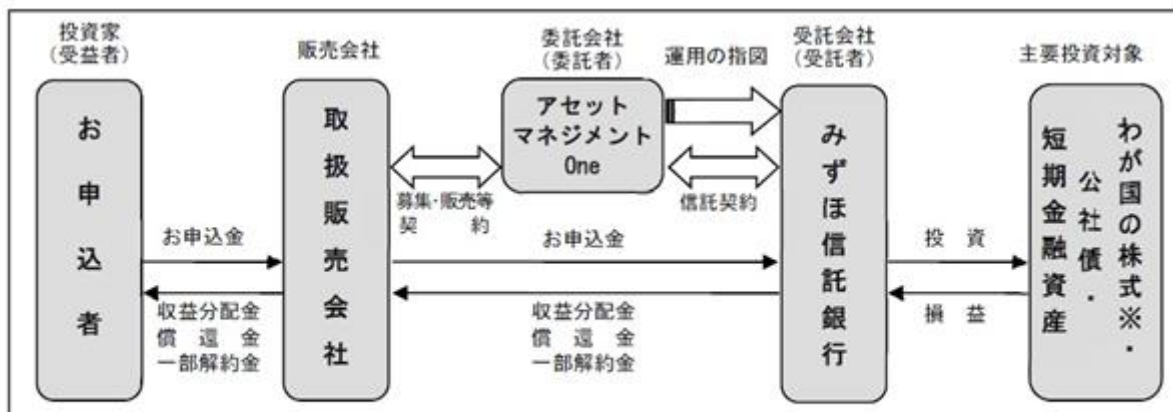 投資家
(受益者)
販売会社
委託会社
(委託者)
運用の指図
受託会社
(受託者)
主要投資対象
お申込者
取扱販売会社
アセット
マネジメント
One
みずほ信託銀行
わが国の株式※・
公社債・
短期金融資産
募集・販売等
契　約
信託契約
お申込金
お申込金
投　資
収益分配金
償　還　金
一部解約金
収益分配金
償　還　金
一部解約金
損　益